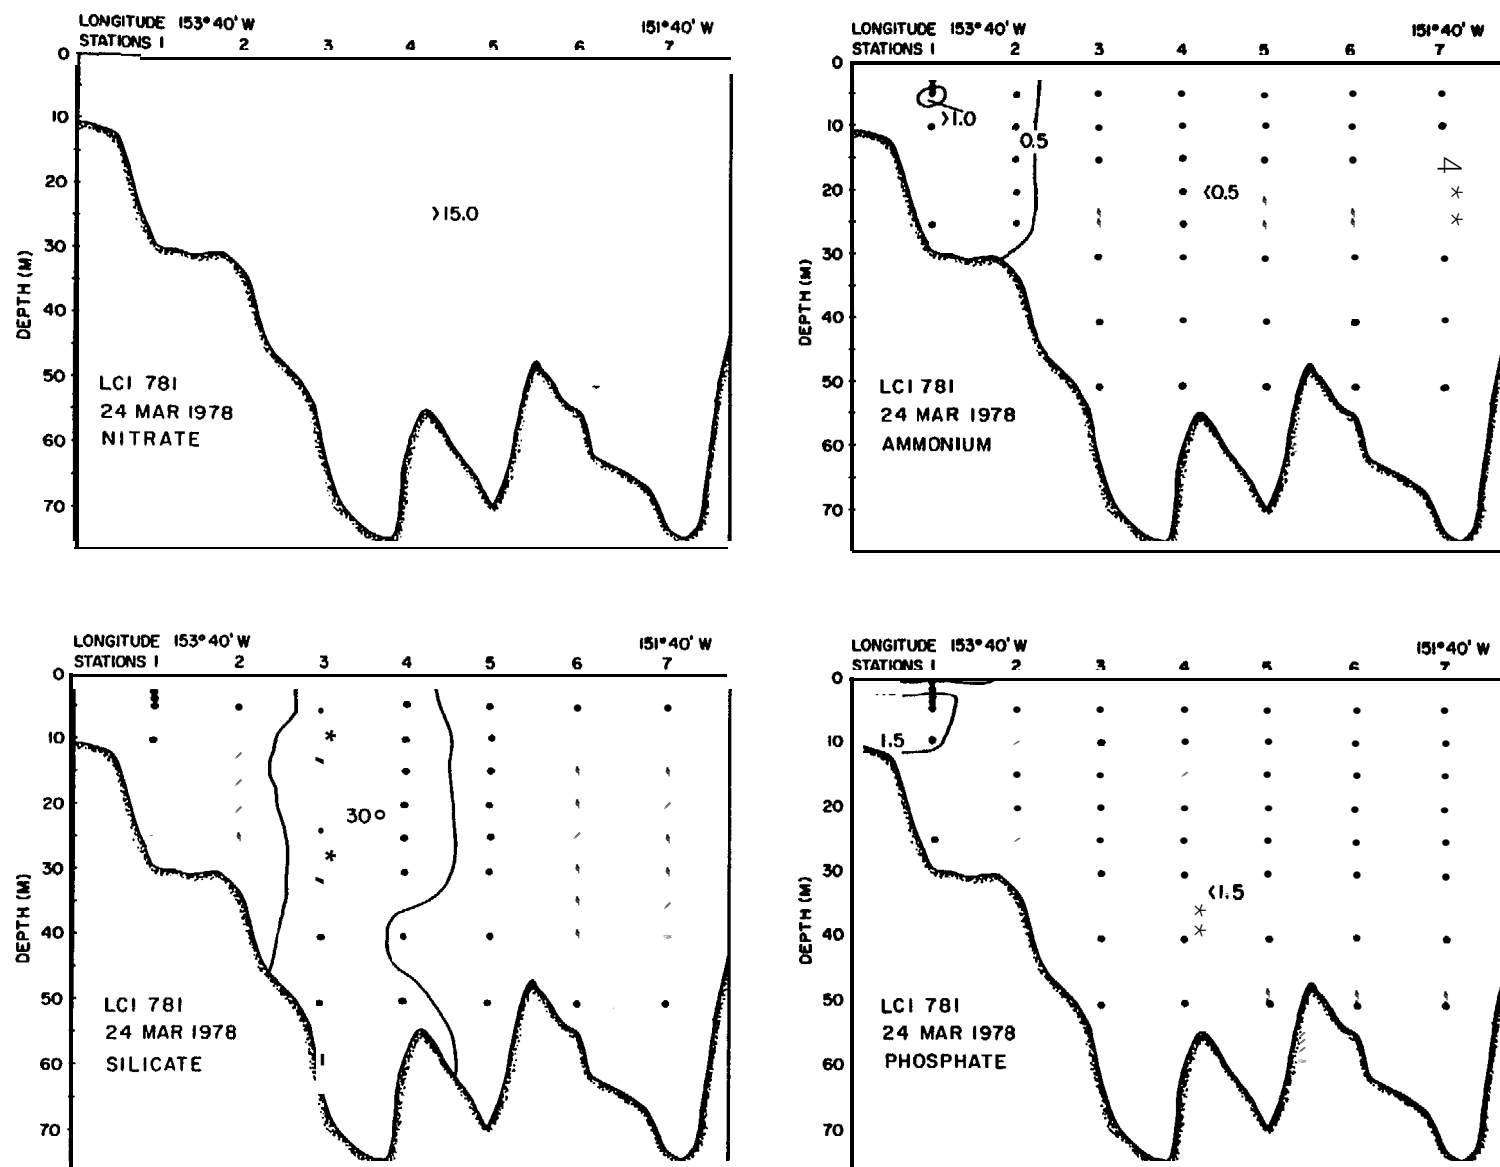 LONGITUDE 153°40' W 151°40' W
STATIONS 1 2 3 4 5 6 7
0
10
20
30
40
50
60
70
DEPTH (M)
>15.0
LCI 781
24 MAR 1978
NITRATE
LONGITUDE 153°40' W 151°40' W
STATIONS 1 2 3 4 5 6 7
0
10
20
30
40
50
60
70
DEPTH (M)
>1.0
0.5
<0.5
4
*
*
LCI 781
24 MAR 1978
AMMONIUM
LONGITUDE 153°40' W 151°40' W
STATIONS 1 2 3 4 5 6 7
0
10
20
30
40
50
60
70
DEPTH (M)
*
30°
*
LCI 781
24 MAR 1978
SILICATE
LONGITUDE 153°40' W 151°40' W
STATIONS 1 2 3 4 5 6 7
0
10
20
30
40
50
60
70
DEPTH (M)
1.5
<1.5
*
*
LCI 781
24 MAR 1978
PHOSPHATE